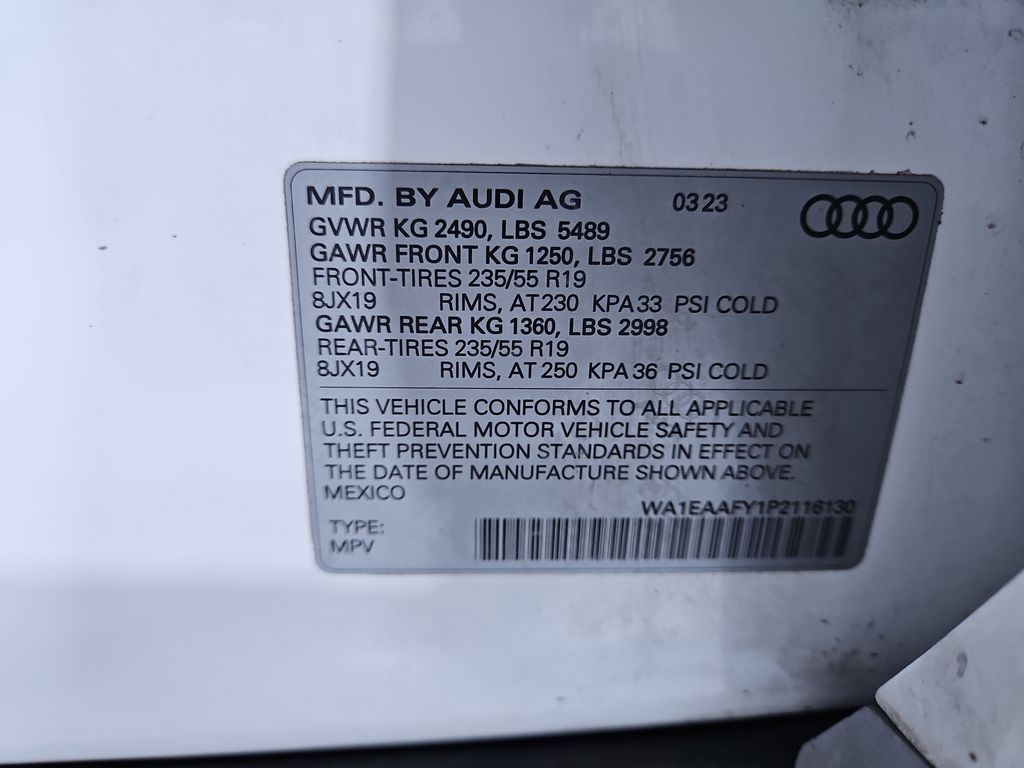 MFD. BY AUDI AG 03 23
GVWR KG 2490, LBS 5489
GAWR FRONT KG 1250, LBS 2756
FRONT-TIRES 235/55 R19
8JX19 RIMS, AT 230 KPA 33 PSI COLD
GAWR REAR KG 1360, LBS 2998
REAR-TIRES 235/55 R19
8JX19 RIMS, AT 250 KPA 36 PSI COLD
THIS VEHICLE CONFORMS TO ALL APPLICABLE
U.S. FEDERAL MOTOR VEHICLE SAFETY AND
THEFT PREVENTION STANDARDS IN EFFECT ON
THE DATE OF MANUFACTURE SHOWN ABOVE.
MEXICO
WA1EAAFY1P2116130
TYPE:
MPV